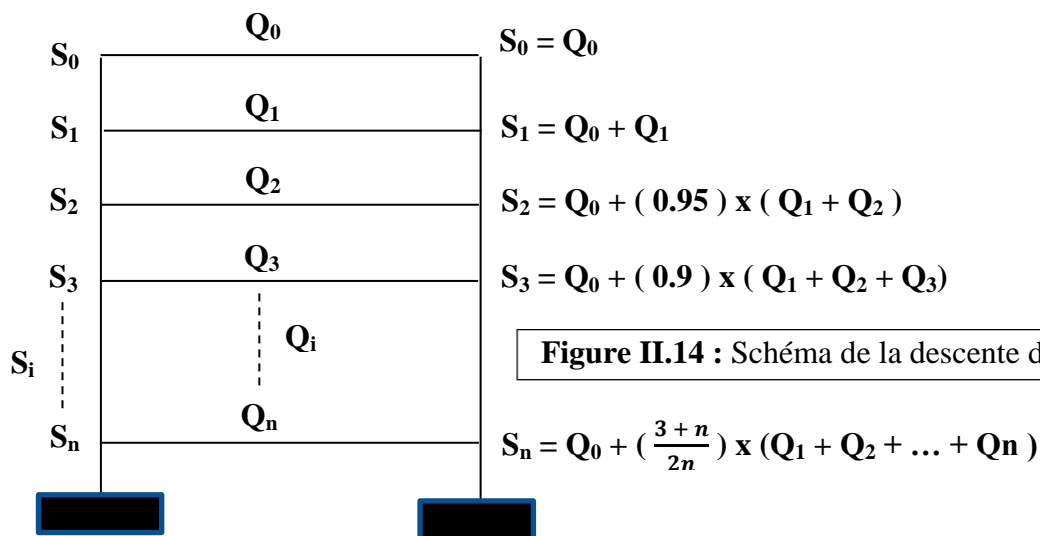 Q₀
S₀ S₀ = Q₀
Q₁
S₁ S₁ = Q₀ + Q₁
Q₂
S₂ S₂ = Q₀ + ( 0.95 ) x ( Q₁ + Q₂ )
Q₃
S₃ S₃ = Q₀ + ( 0.9 ) x ( Q₁ + Q₂ + Q₃)
Qᵢ
Figure II.14 : Schéma de la descente d
Sᵢ
Qₙ
Sₙ Sₙ = Q₀ + ( (3 + n)/(2n) ) x (Q₁ + Q₂ + … + Qn )